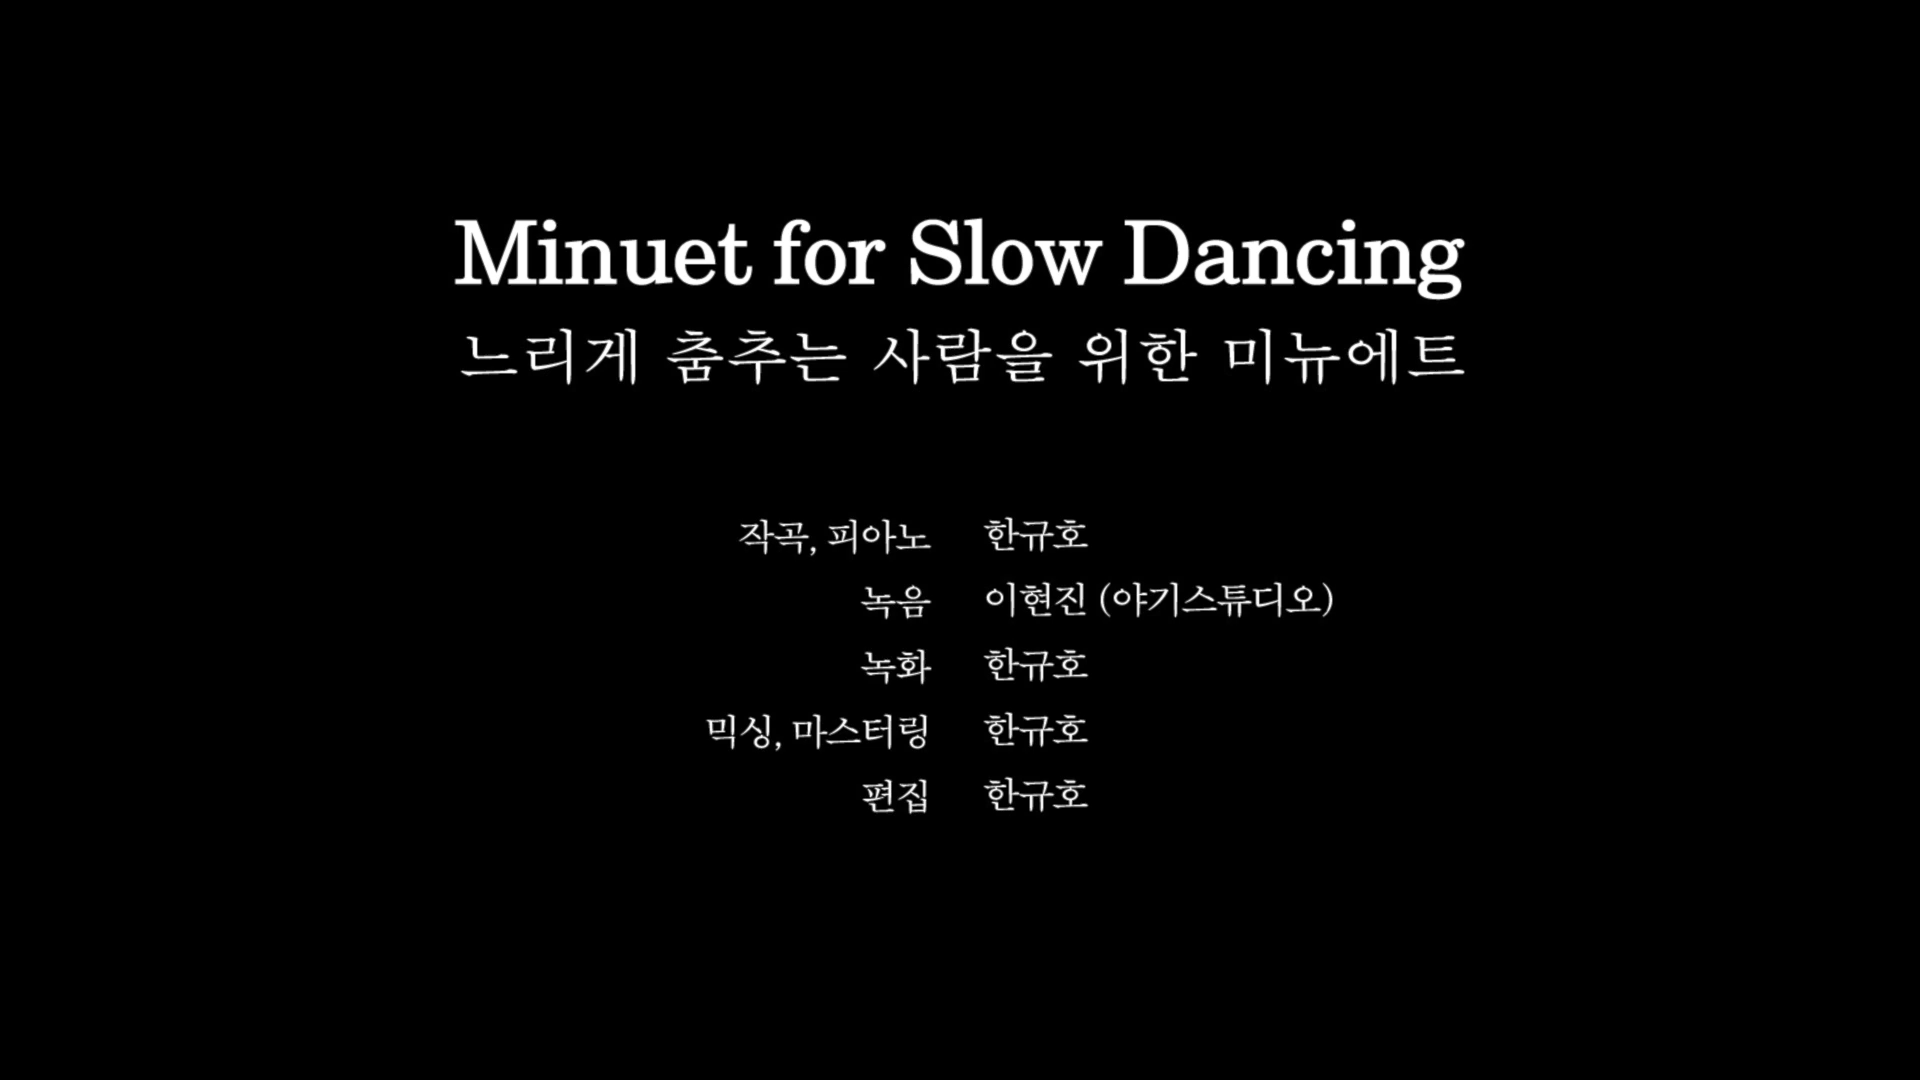 Minuet for Slow Dancing
느리게 춤추는 사람을 위한 미뉴에트
작곡, 피아노 한규호
녹음 이현진 (야기스튜디오)
녹화 한규호
믹싱, 마스터링 한규호
편집 한규호